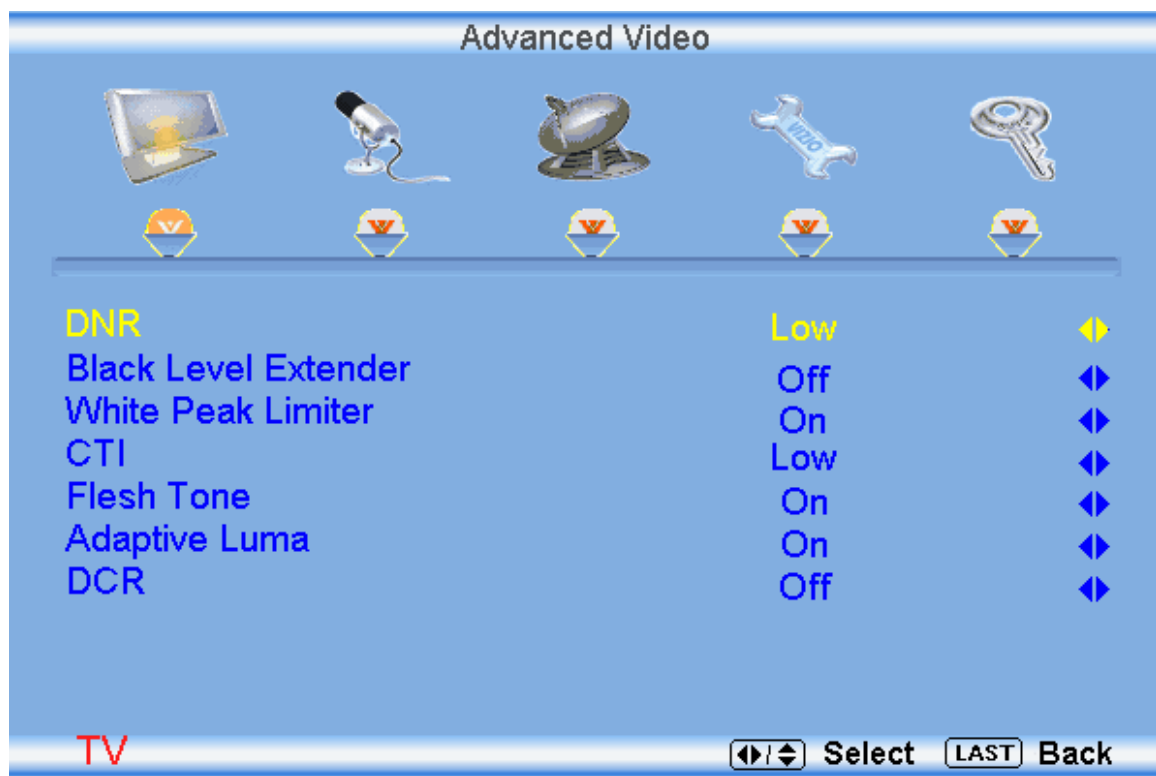 Advanced Video
VIZIO
DNR Low
Black Level Extender Off
White Peak Limiter On
CTI Low
Flesh Tone On
Adaptive Luma On
DCR Off
TV / Select LAST Back